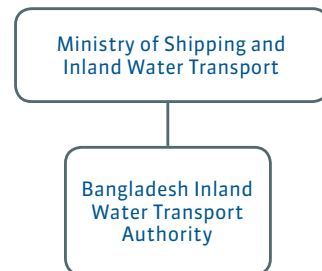 Ministry of Shipping and
Inland Water Transport
Bangladesh Inland
Water Transport
Authority